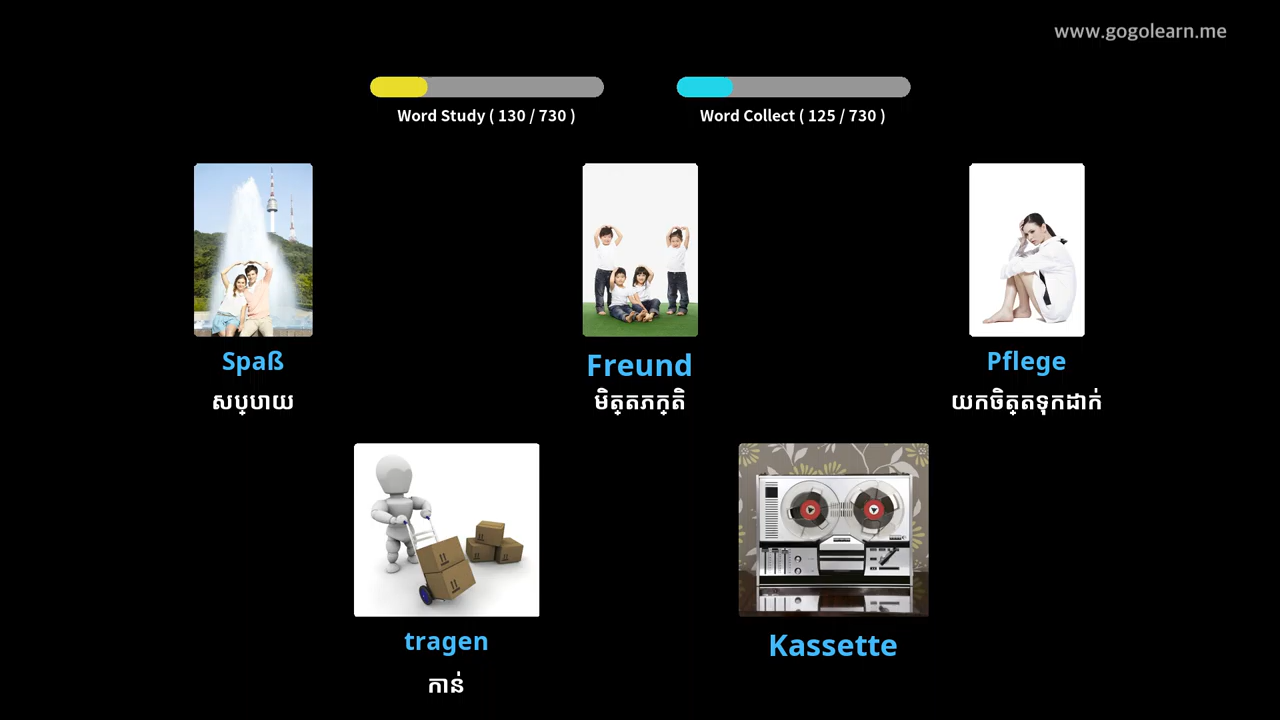 www.gogolearn.me
Word Study ( 130 / 730 )
Word Collect ( 125 / 730 )
Spaß
Freund
Pflege
សប្បាយ
មិត្តភក្តិ
យកចិត្តទុកដាក់
tragen
Kassette
កាន់